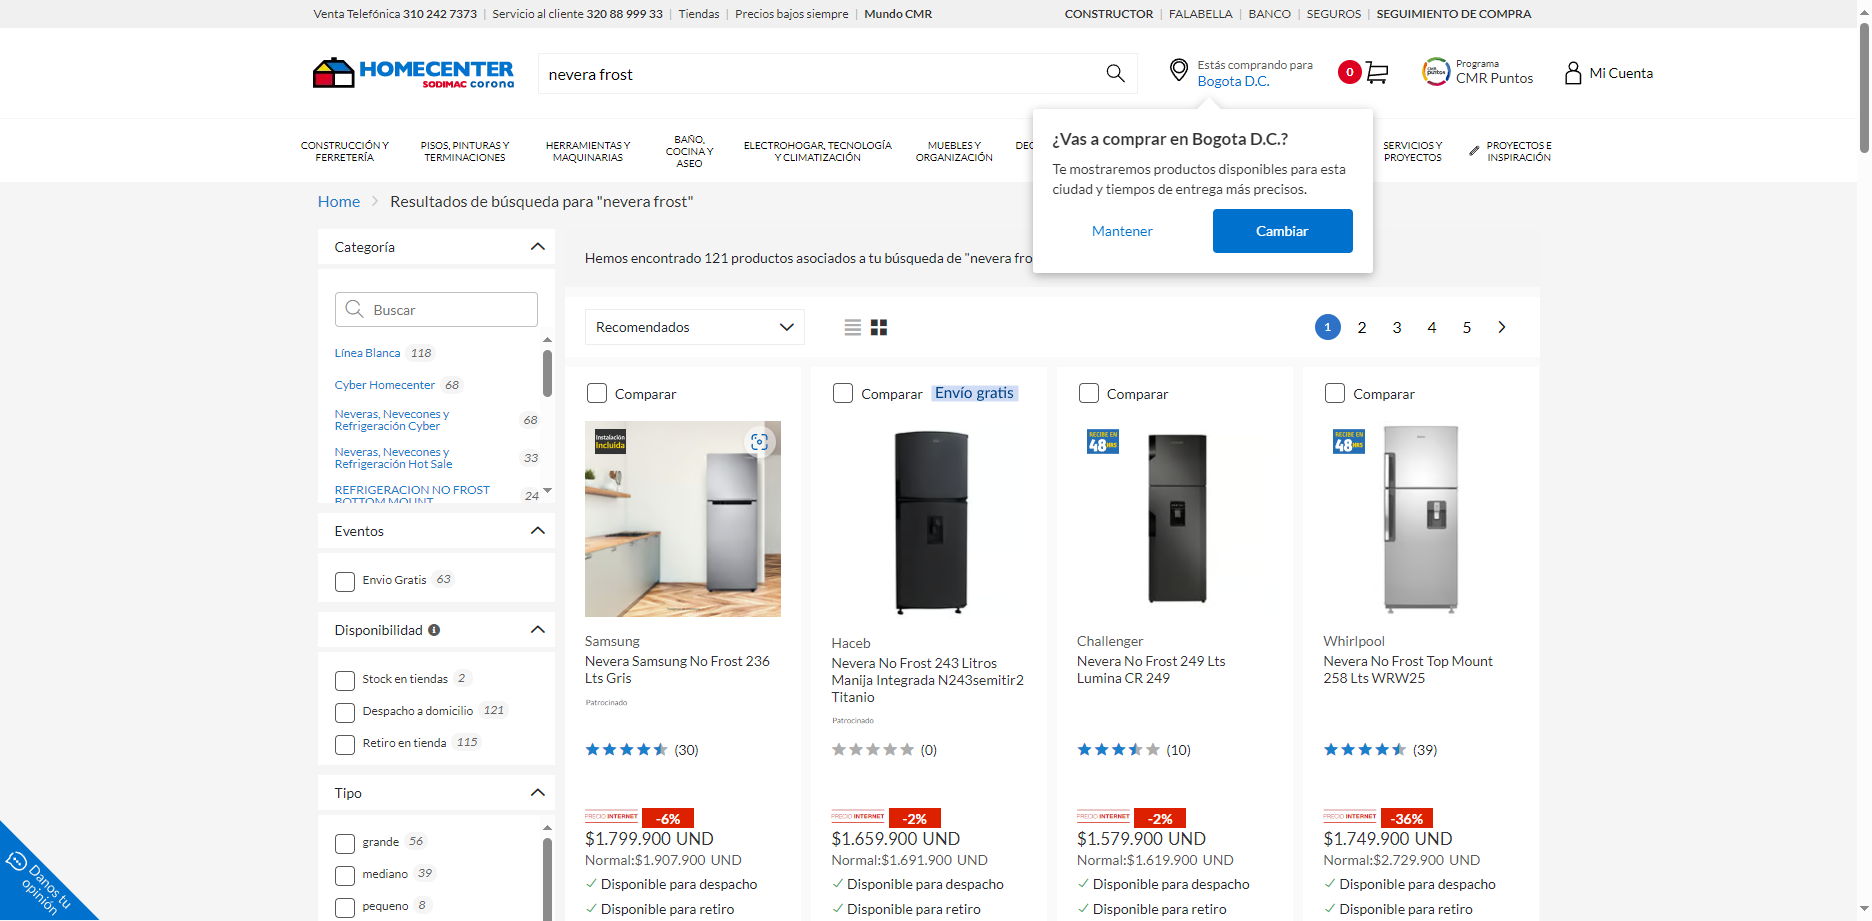 Venta Telefónica 310 242 7373 | Servicio al cliente 320 88 999 33 | Tiendas | Precios bajos siempre | Mundo CMR
CONSTRUCTOR | FALABELLA | BANCO | SEGUROS | SEGUIMIENTO DE COMPRA
HOMECENTER
SODIMAC corona
nevera frost
Estás comprando para
Bogota D.C.
0
CMR puntos
Programa
CMR Puntos
Mi Cuenta
CONSTRUCCIÓN Y
FERRETERÍA
PISOS, PINTURAS Y
TERMINACIONES
HERRAMIENTAS Y
MAQUINARIAS
BAÑO,
COCINA Y
ASEO
ELECTROHOGAR, TECNOLOGÍA
Y CLIMATIZACIÓN
MUEBLES Y
ORGANIZACIÓN
DEC
SERVICIOS Y
PROYECTOS
PROYECTOS E
INSPIRACIÓN
¿Vas a comprar en Bogota D.C.?
Te mostraremos productos disponibles para esta
ciudad y tiempos de entrega más precisos.
Mantener
Cambiar
Home
Resultados de búsqueda para "nevera frost"
Categoría
Buscar
Línea Blanca 118
Cyber Homecenter 68
Neveras, Nevecones y
Refrigeración Cyber 68
Neveras, Nevecones y
Refrigeración Hot Sale 33
REFRIGERACION NO FROST
BOTTOM MOUNT 24
Eventos
Envio Gratis 63
Disponibilidad
Stock en tiendas 2
Despacho a domicilio 121
Retiro en tienda 115
Tipo
grande 56
mediano 39
pequeno 8
Danos tu
opinión
Hemos encontrado 121 productos asociados a tu búsqueda de "nevera fro
Recomendados
1 2 3 4 5
Comparar
Instalación
Incluida
Samsung
Nevera Samsung No Frost 236
Lts Gris
Patrocinado
(30)
PRECIO INTERNET -6%
$1.799.900 UND
Normal:$1.907.900 UND
Disponible para despacho
Disponible para retiro
Comparar Envío gratis
Haceb
Nevera No Frost 243 Litros
Manija Integrada N243semitir2
Titanio
Patrocinado
(0)
PRECIO INTERNET -2%
$1.659.900 UND
Normal:$1.691.900 UND
Disponible para despacho
Disponible para retiro
Comparar
RECIBE EN
48HRS
Challenger
Nevera No Frost 249 Lts
Lumina CR 249
(10)
PRECIO INTERNET -2%
$1.579.900 UND
Normal:$1.619.900 UND
Disponible para despacho
Disponible para retiro
Comparar
RECIBE EN
48HRS
Whirlpool
Nevera No Frost Top Mount
258 Lts WRW25
(39)
PRECIO INTERNET -36%
$1.749.900 UND
Normal:$2.729.900 UND
Disponible para despacho
Disponible para retiro